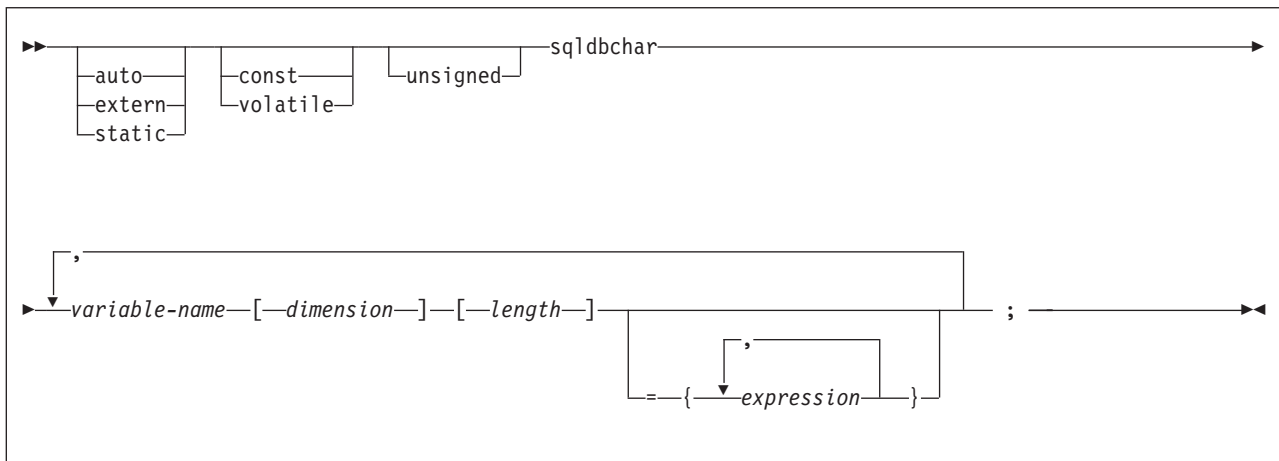 sqldbchar
auto const unsigned
extern volatile
static
,
variable-name [ dimension ] [ length ] ;
,
= { expression }